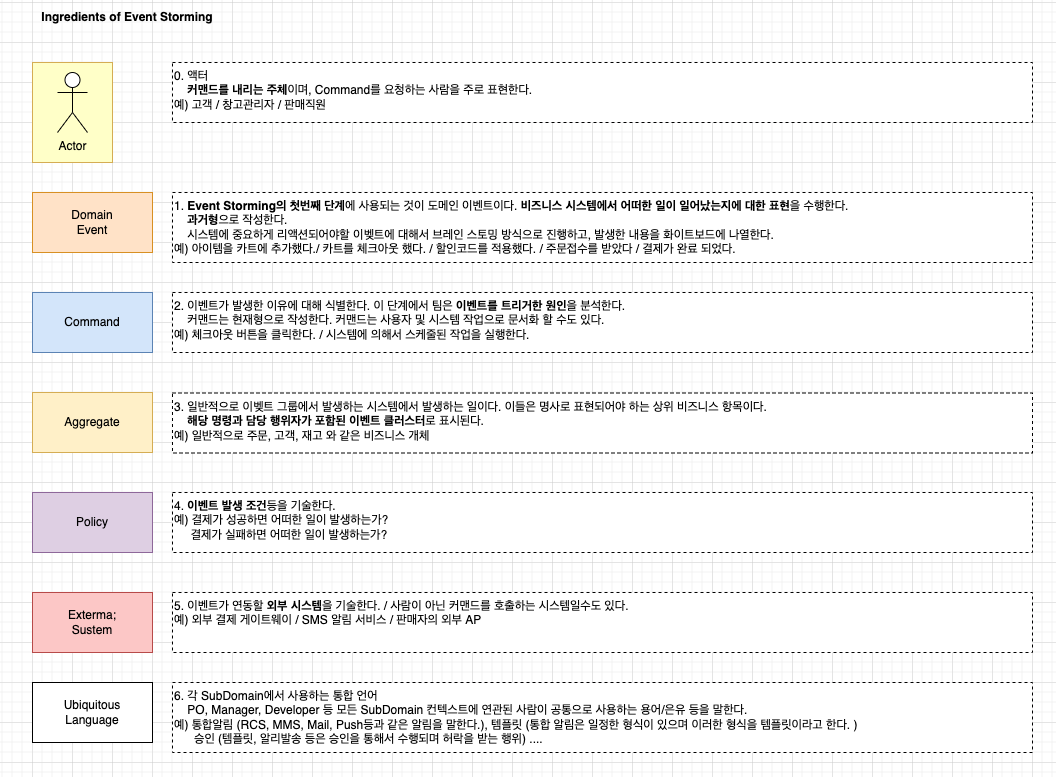 Ingredients of Event Storming
Actor
0. 액터
커맨드를 내리는 주체이며, Command를 요청하는 사람을 주로 표현한다.
예) 고객 / 창고관리자 / 판매직원
Domain
Event
1. Event Storming의 첫번째 단계에 사용되는 것이 도메인 이벤트이다. 비즈니스 시스템에서 어떠한 일이 일어났는지에 대한 표현을 수행한다.
과거형으로 작성한다.
시스템에 중요하게 리액션되어야할 이벳트에 대해서 브레인 스토밍 방식으로 진행하고, 발생한 내용을 화이트보드에 나열한다.
예) 아이템을 카트에 추가했다./ 카트를 체크아웃 했다. / 할인코드를 적용했다. / 주문접수를 받았다 / 결제가 완료 되었다.
Command
2. 이벤트가 발생한 이유에 대해 식별한다. 이 단계에서 팀은 이벤트를 트리거한 원인을 분석한다.
커맨드는 현재형으로 작성한다. 커맨드는 사용자 및 시스템 작업으로 문서화 할 수도 있다.
예) 체크아웃 버튼을 클릭한다. / 시스템에 의해서 스케줄된 작업을 실행한다.
Aggregate
3. 일반적으로 이벳트 그룹에서 발생하는 시스템에서 발생하는 일이다. 이들은 명사로 표현되어야 하는 상위 비즈니스 항목이다.
해당 명령과 담당 행위자가 포함된 이벤트 클러스터로 표시된다.
예) 일반적으로 주문, 고객, 재고 와 같은 비즈니스 개체
Policy
4. 이벤트 발생 조건등을 기술한다.
예) 결제가 성공하면 어떠한 일이 발생하는가?
결제가 실패하면 어떠한 일이 발생하는가?
Exterma;
Sustem
5. 이벤트가 연동할 외부 시스템을 기술한다. / 사람이 아닌 커맨드를 호출하는 시스템일수도 있다.
예) 외부 결제 게이트웨이 / SMS 알림 서비스 / 판매자의 외부 AP
Ubiquitous
Language
6. 각 SubDomain에서 사용하는 통합 언어
PO, Manager, Developer 등 모든 SubDomain 컨텍스트에 연관된 사람이 공통으로 사용하는 용어/은유 등을 말한다.
예) 통합알림 (RCS, MMS, Mail, Push등과 같은 알림을 말한다.), 템플릿 (통합 알림은 일정한 형식이 있으며 이러한 형식을 템플릿이라고 한다. )
승인 (템플릿, 알리발송 등은 승인을 통해서 수행되며 허락을 받는 행위) ....